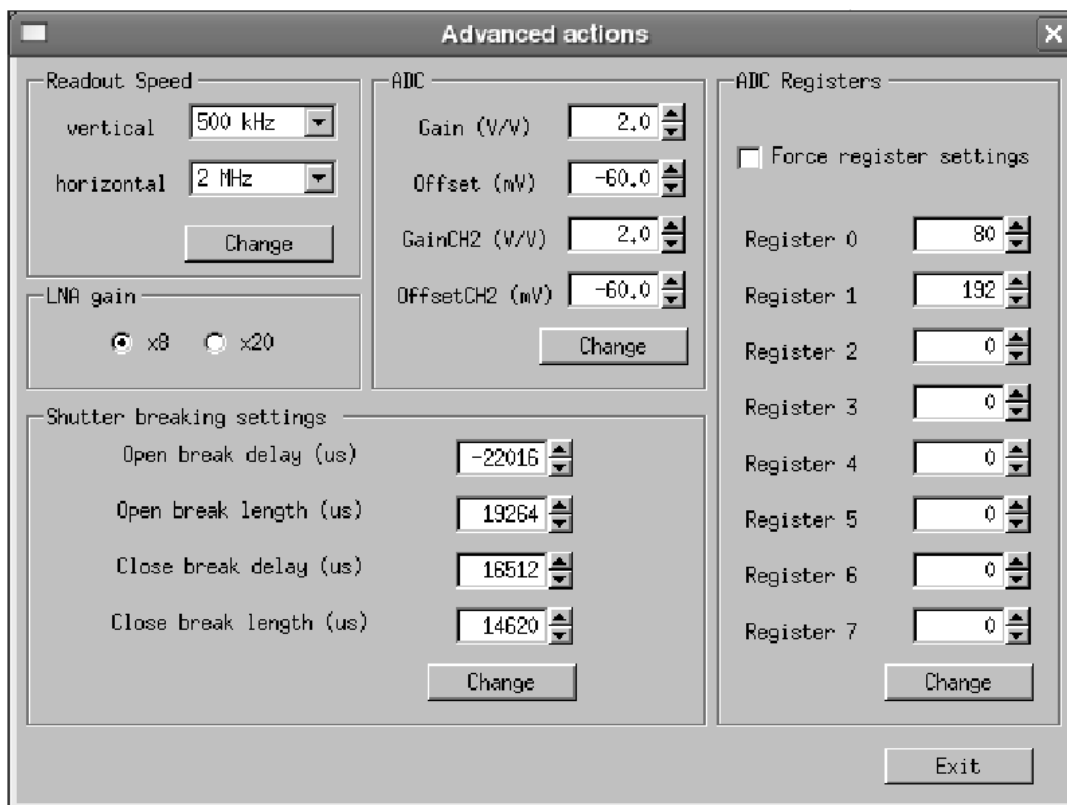 Advanced actions
Readout Speed
vertical 500 kHz
horizontal 2 MHz
Change
LNA gain
x8 x20
ADC
Gain (V/V) 2.0
Offset (mV) -60.0
GainCH2 (V/V) 2.0
OffsetCH2 (mV) -60.0
Change
Shutter breaking settings
Open break delay (us) -22016
Open break length (us) 19264
Close break delay (us) 16512
Close break length (us) 14620
Change
ADC Registers
Force register settings
Register 0 80
Register 1 192
Register 2 0
Register 3 0
Register 4 0
Register 5 0
Register 6 0
Register 7 0
Change
Exit